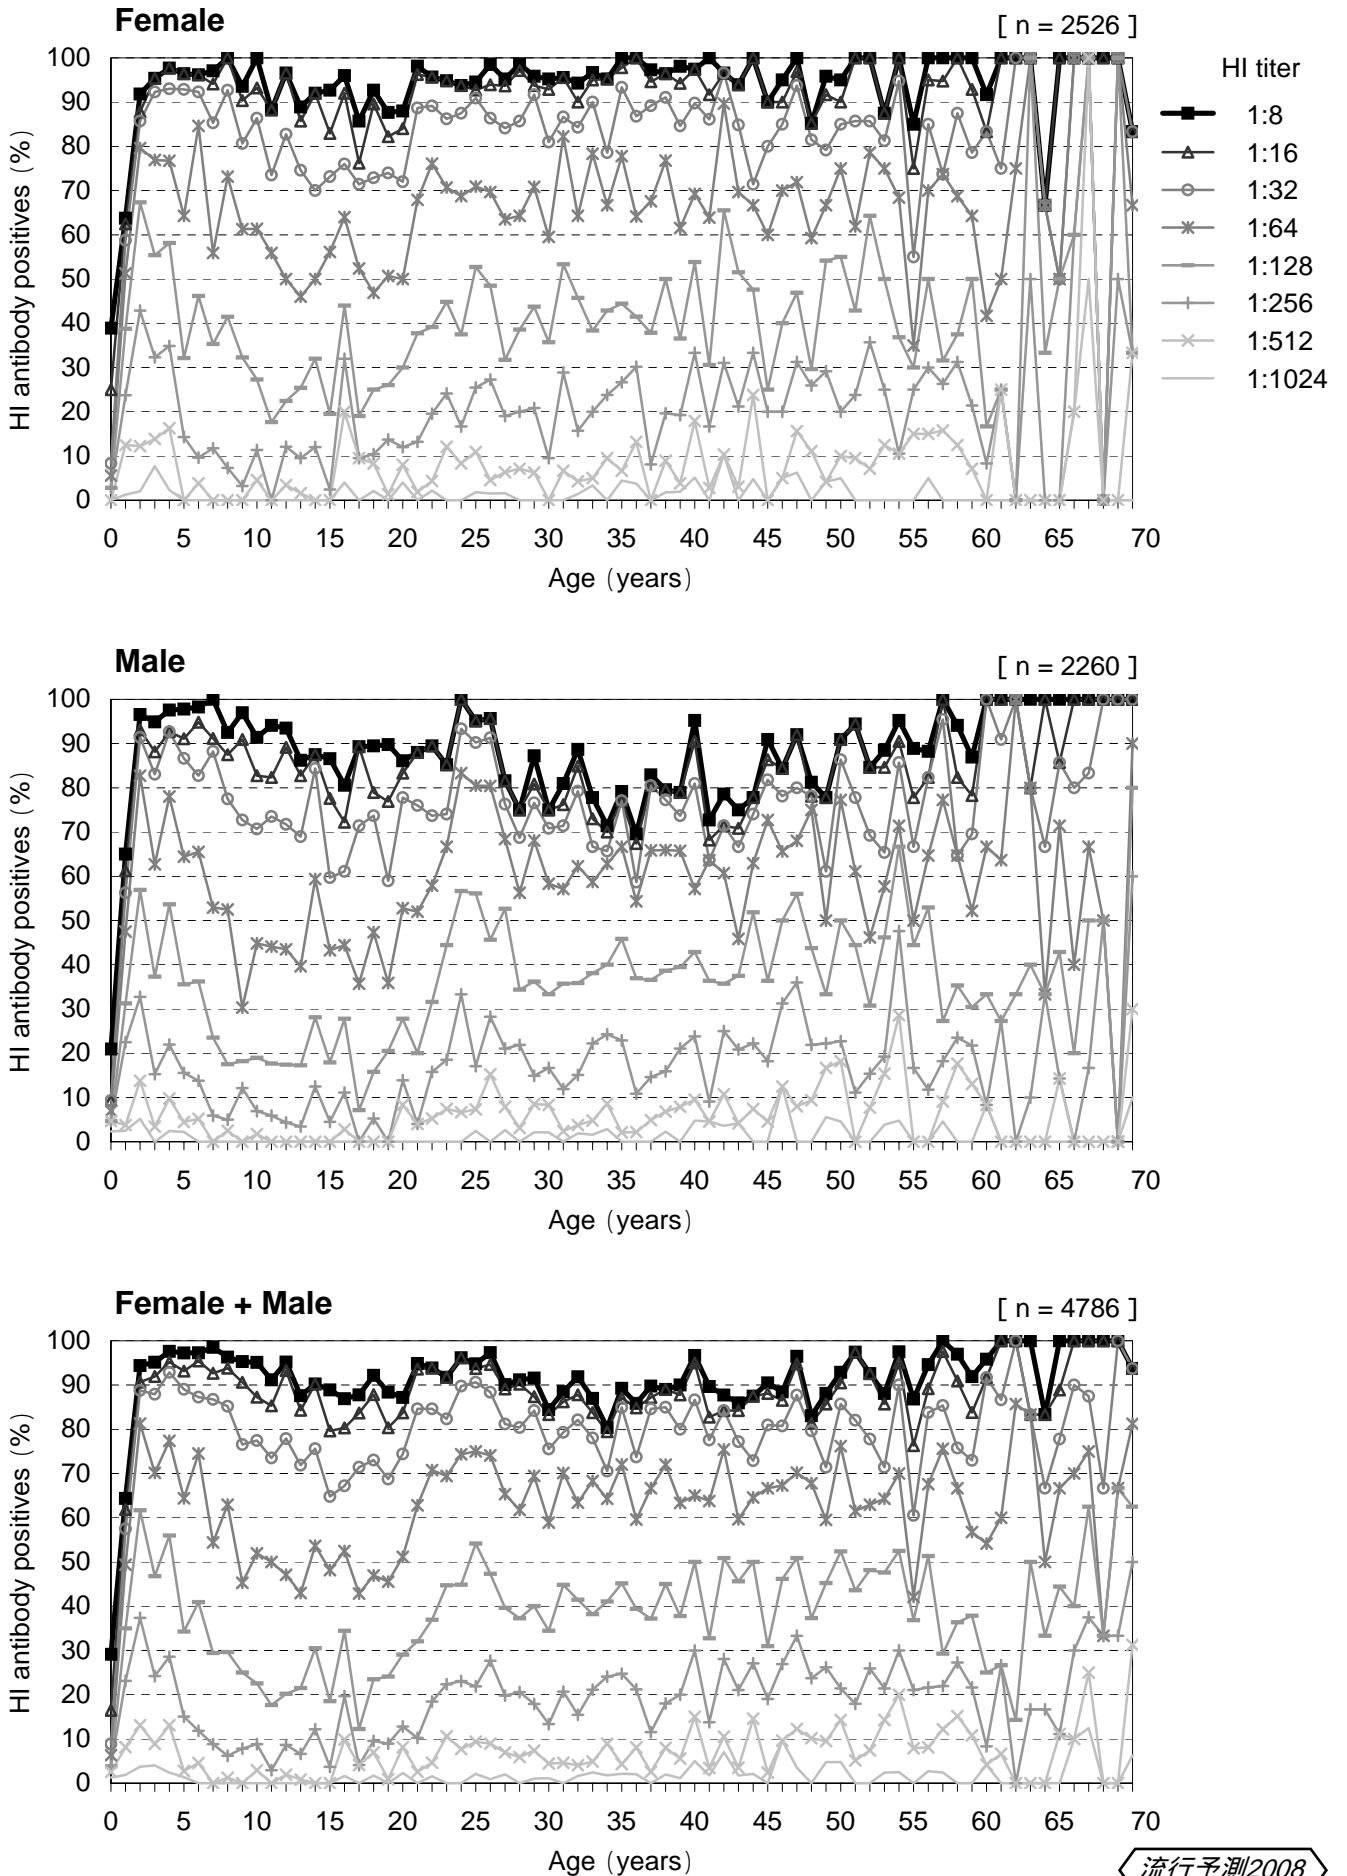 Female
[ n = 2526 ]
HI antibody positives (%)
100
90
80
70
60
50
40
30
20
10
0
0 5 10 15 20 25 30 35 40 45 50 55 60 65 70
Age (years)
HI titer
1:8
1:16
1:32
1:64
1:128
1:256
1:512
1:1024
Male
[ n = 2260 ]
HI antibody positives (%)
100
90
80
70
60
50
40
30
20
10
0
0 5 10 15 20 25 30 35 40 45 50 55 60 65 70
Age (years)
Female + Male
[ n = 4786 ]
HI antibody positives (%)
100
90
80
70
60
50
40
30
20
10
0
0 5 10 15 20 25 30 35 40 45 50 55 60 65 70
Age (years)
流行予測2008